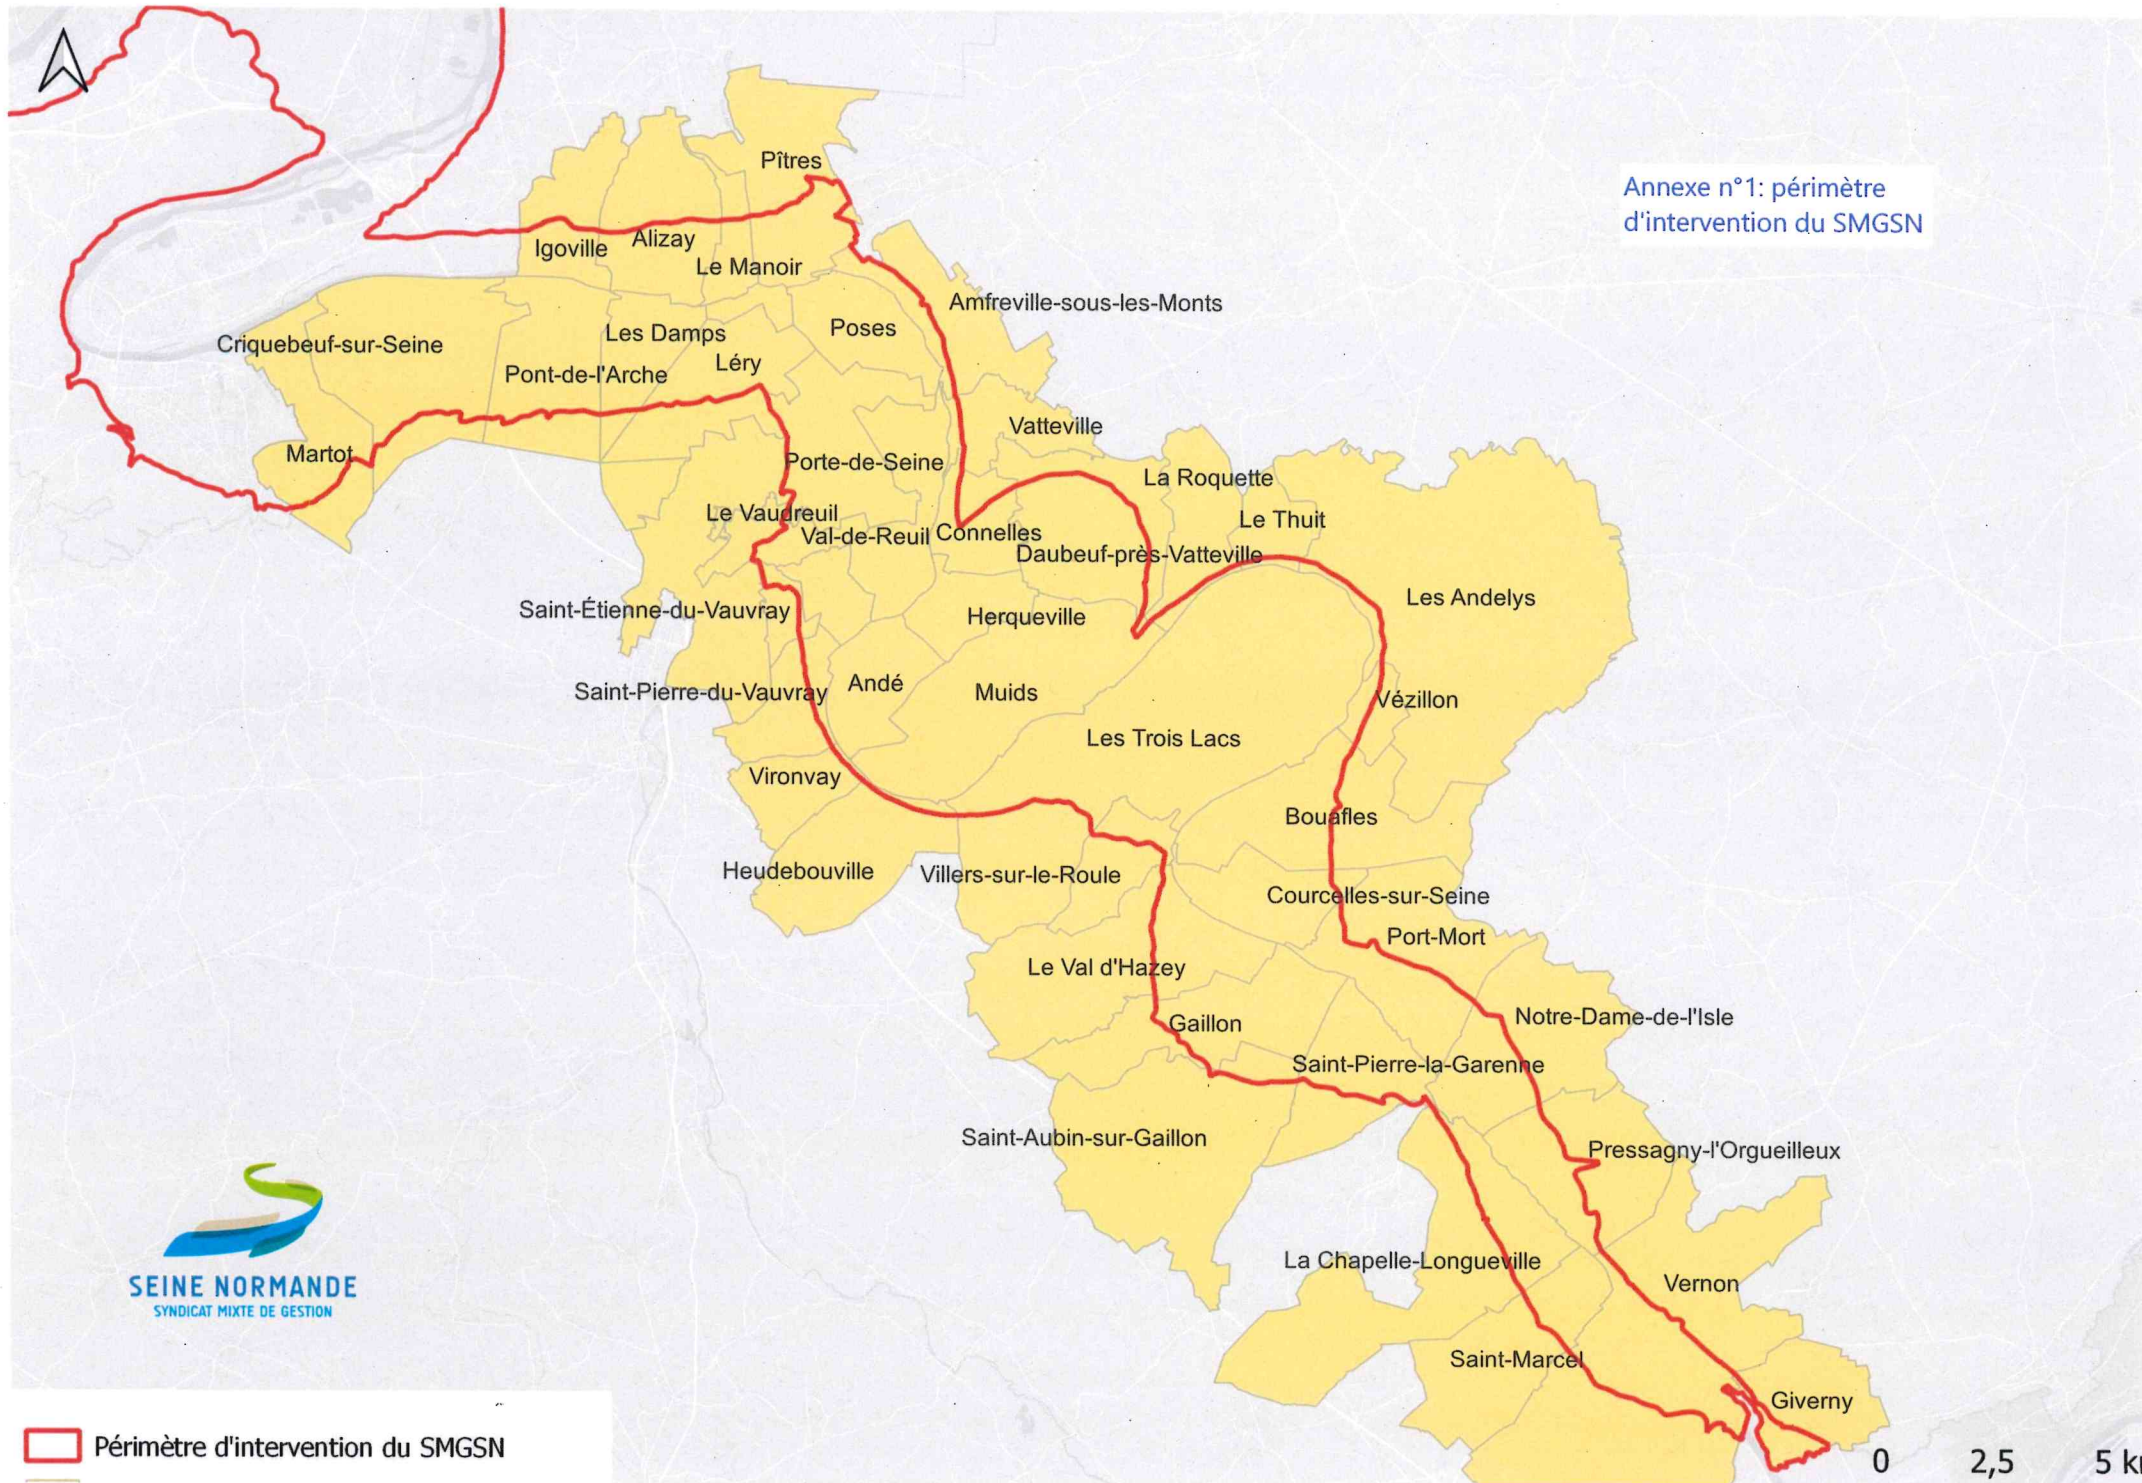 Pîtres
Annexe n°1: périmètre
d'intervention du SMGSN
Igoville
Alizay
Le Manoir
Amfreville-sous-les-Monts
Criquebeuf-sur-Seine
Les Damps
Poses
Léry
Pont-de-l'Arche
Vatteville
Martot
Porte-de-Seine
La Roquette
Le Vaudreuil
Le Thuit
Val-de-Reuil
Connelles
Daubeuf-près-Vatteville
Les Andelys
Saint-Étienne-du-Vauvray
Herqueville
Saint-Pierre-du-Vauvray
Andé
Muids
Vézillon
Les Trois Lacs
Vironvay
Bouafles
Heudebouville
Villers-sur-le-Roule
Courcelles-sur-Seine
Port-Mort
Le Val d'Hazey
Gaillon
Notre-Dame-de-l'Isle
Saint-Pierre-la-Garenne
Saint-Aubin-sur-Gaillon
Pressagny-l'Orgueilleux
La Chapelle-Longueville
Vernon
SEINE NORMANDE
SYNDICAT MIXTE DE GESTION
Saint-Marcel
Giverny
Périmètre d'intervention du SMGSN
0 2,5 5